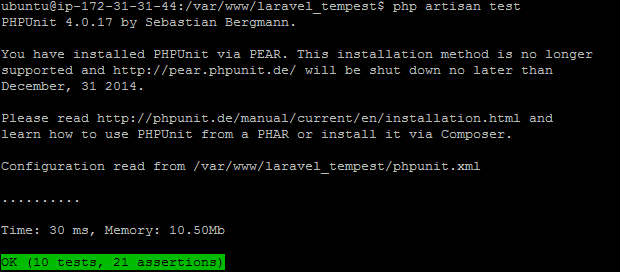 ubuntu@ip-172-31-31-44:/var/www/laravel_tempest$ php artisan test
PHPUnit 4.0.17 by Sebastian Bergmann.
You have installed PHPUnit via PEAR. This installation method is no longer
supported and http://pear.phpunit.de/ will be shut down no later than
December, 31 2014.
Please read http://phpunit.de/manual/current/en/installation.html and
learn how to use PHPUnit from a PHAR or install it via Composer.
Configuration read from /var/www/laravel_tempest/phpunit.xml
..........
Time: 30 ms, Memory: 10.50Mb
OK (10 tests, 21 assertions)